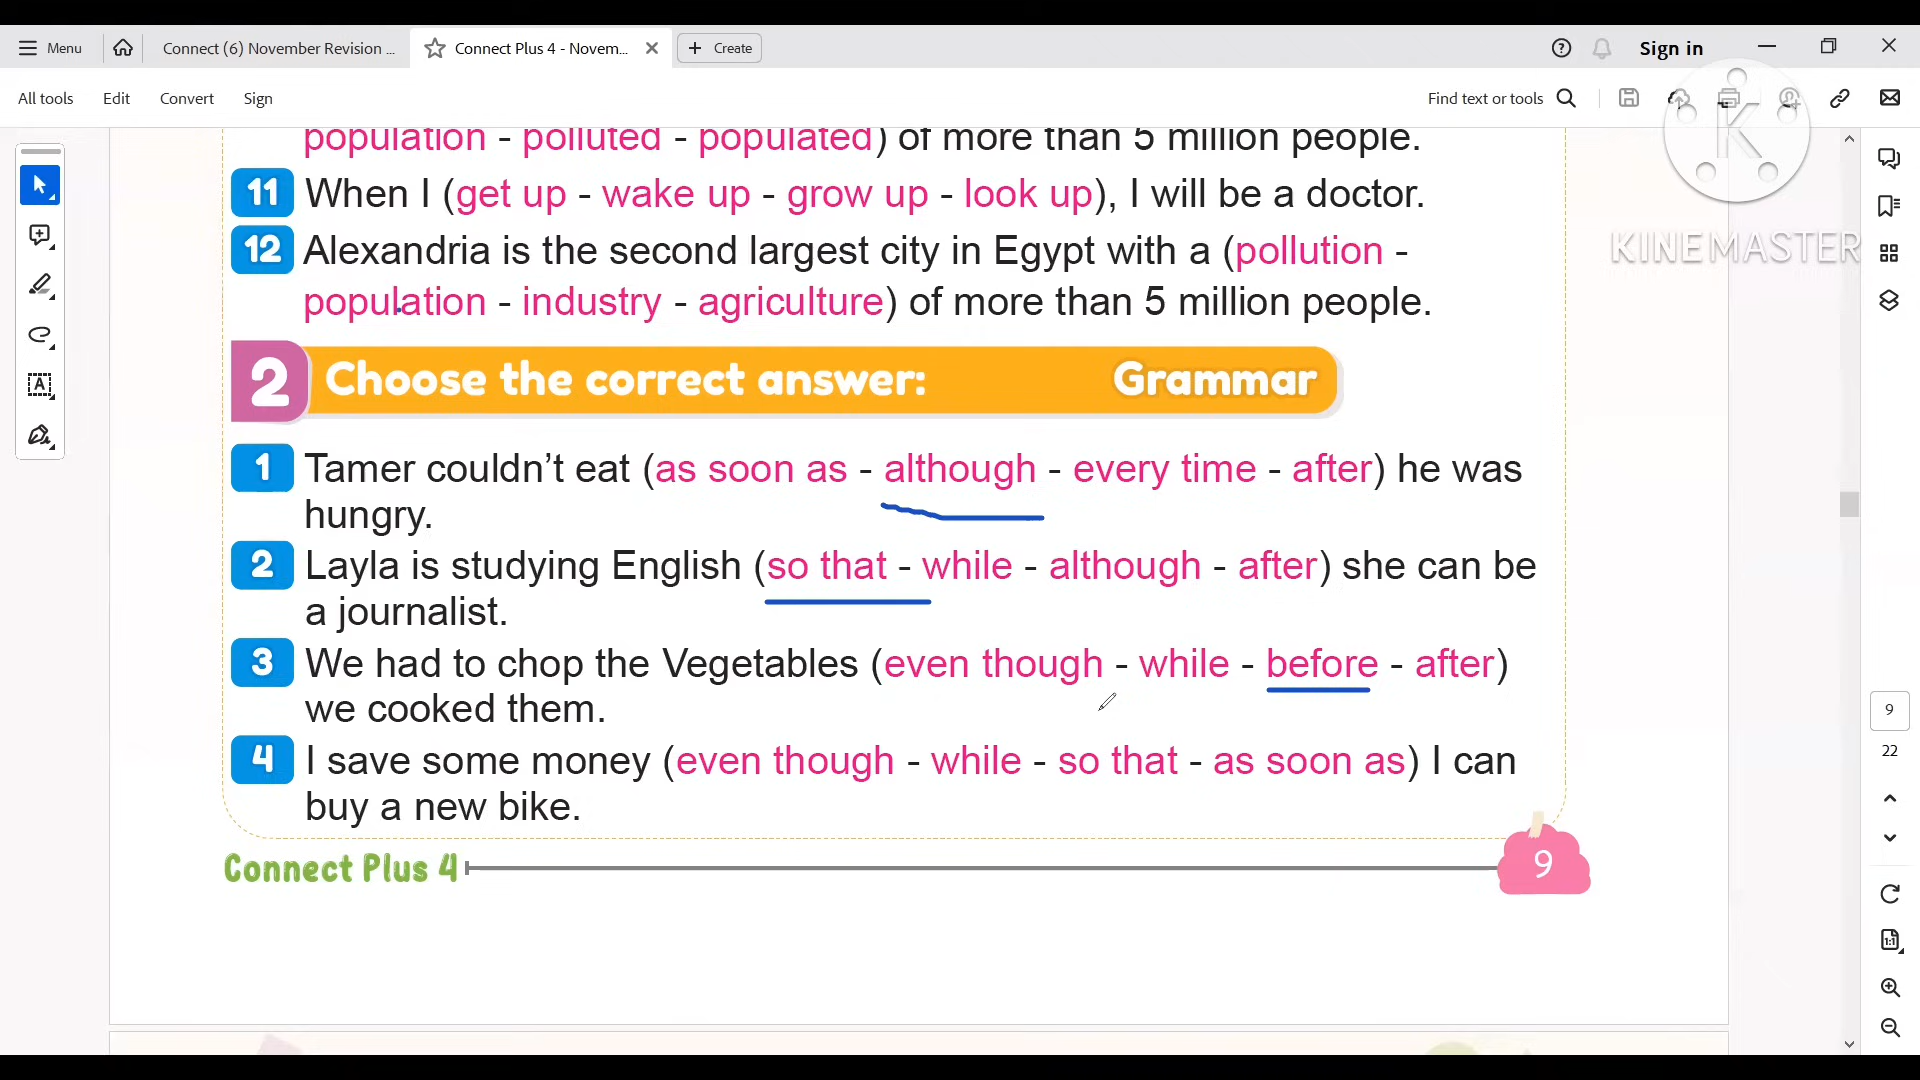 Menu
Connect (6) November Revision ...
Connect Plus 4 - Novem...
Create
Sign in
All tools
Edit
Convert
Sign
Find text or tools
population - polluted - populated) of more than 5 million people.
11 When I (get up - wake up - grow up - look up), I will be a doctor.
12 Alexandria is the second largest city in Egypt with a (pollution -
population - industry - agriculture) of more than 5 million people.
2 Choose the correct answer: Grammar
1 Tamer couldn't eat (as soon as - although - every time - after) he was
hungry.
2 Layla is studying English (so that - while - although - after) she can be
a journalist.
3 We had to chop the Vegetables (even though - while - before - after)
we cooked them.
4 I save some money (even though - while - so that - as soon as) I can
buy a new bike.
Connect Plus 4
9
K
KINEMASTER
9
22
1:1